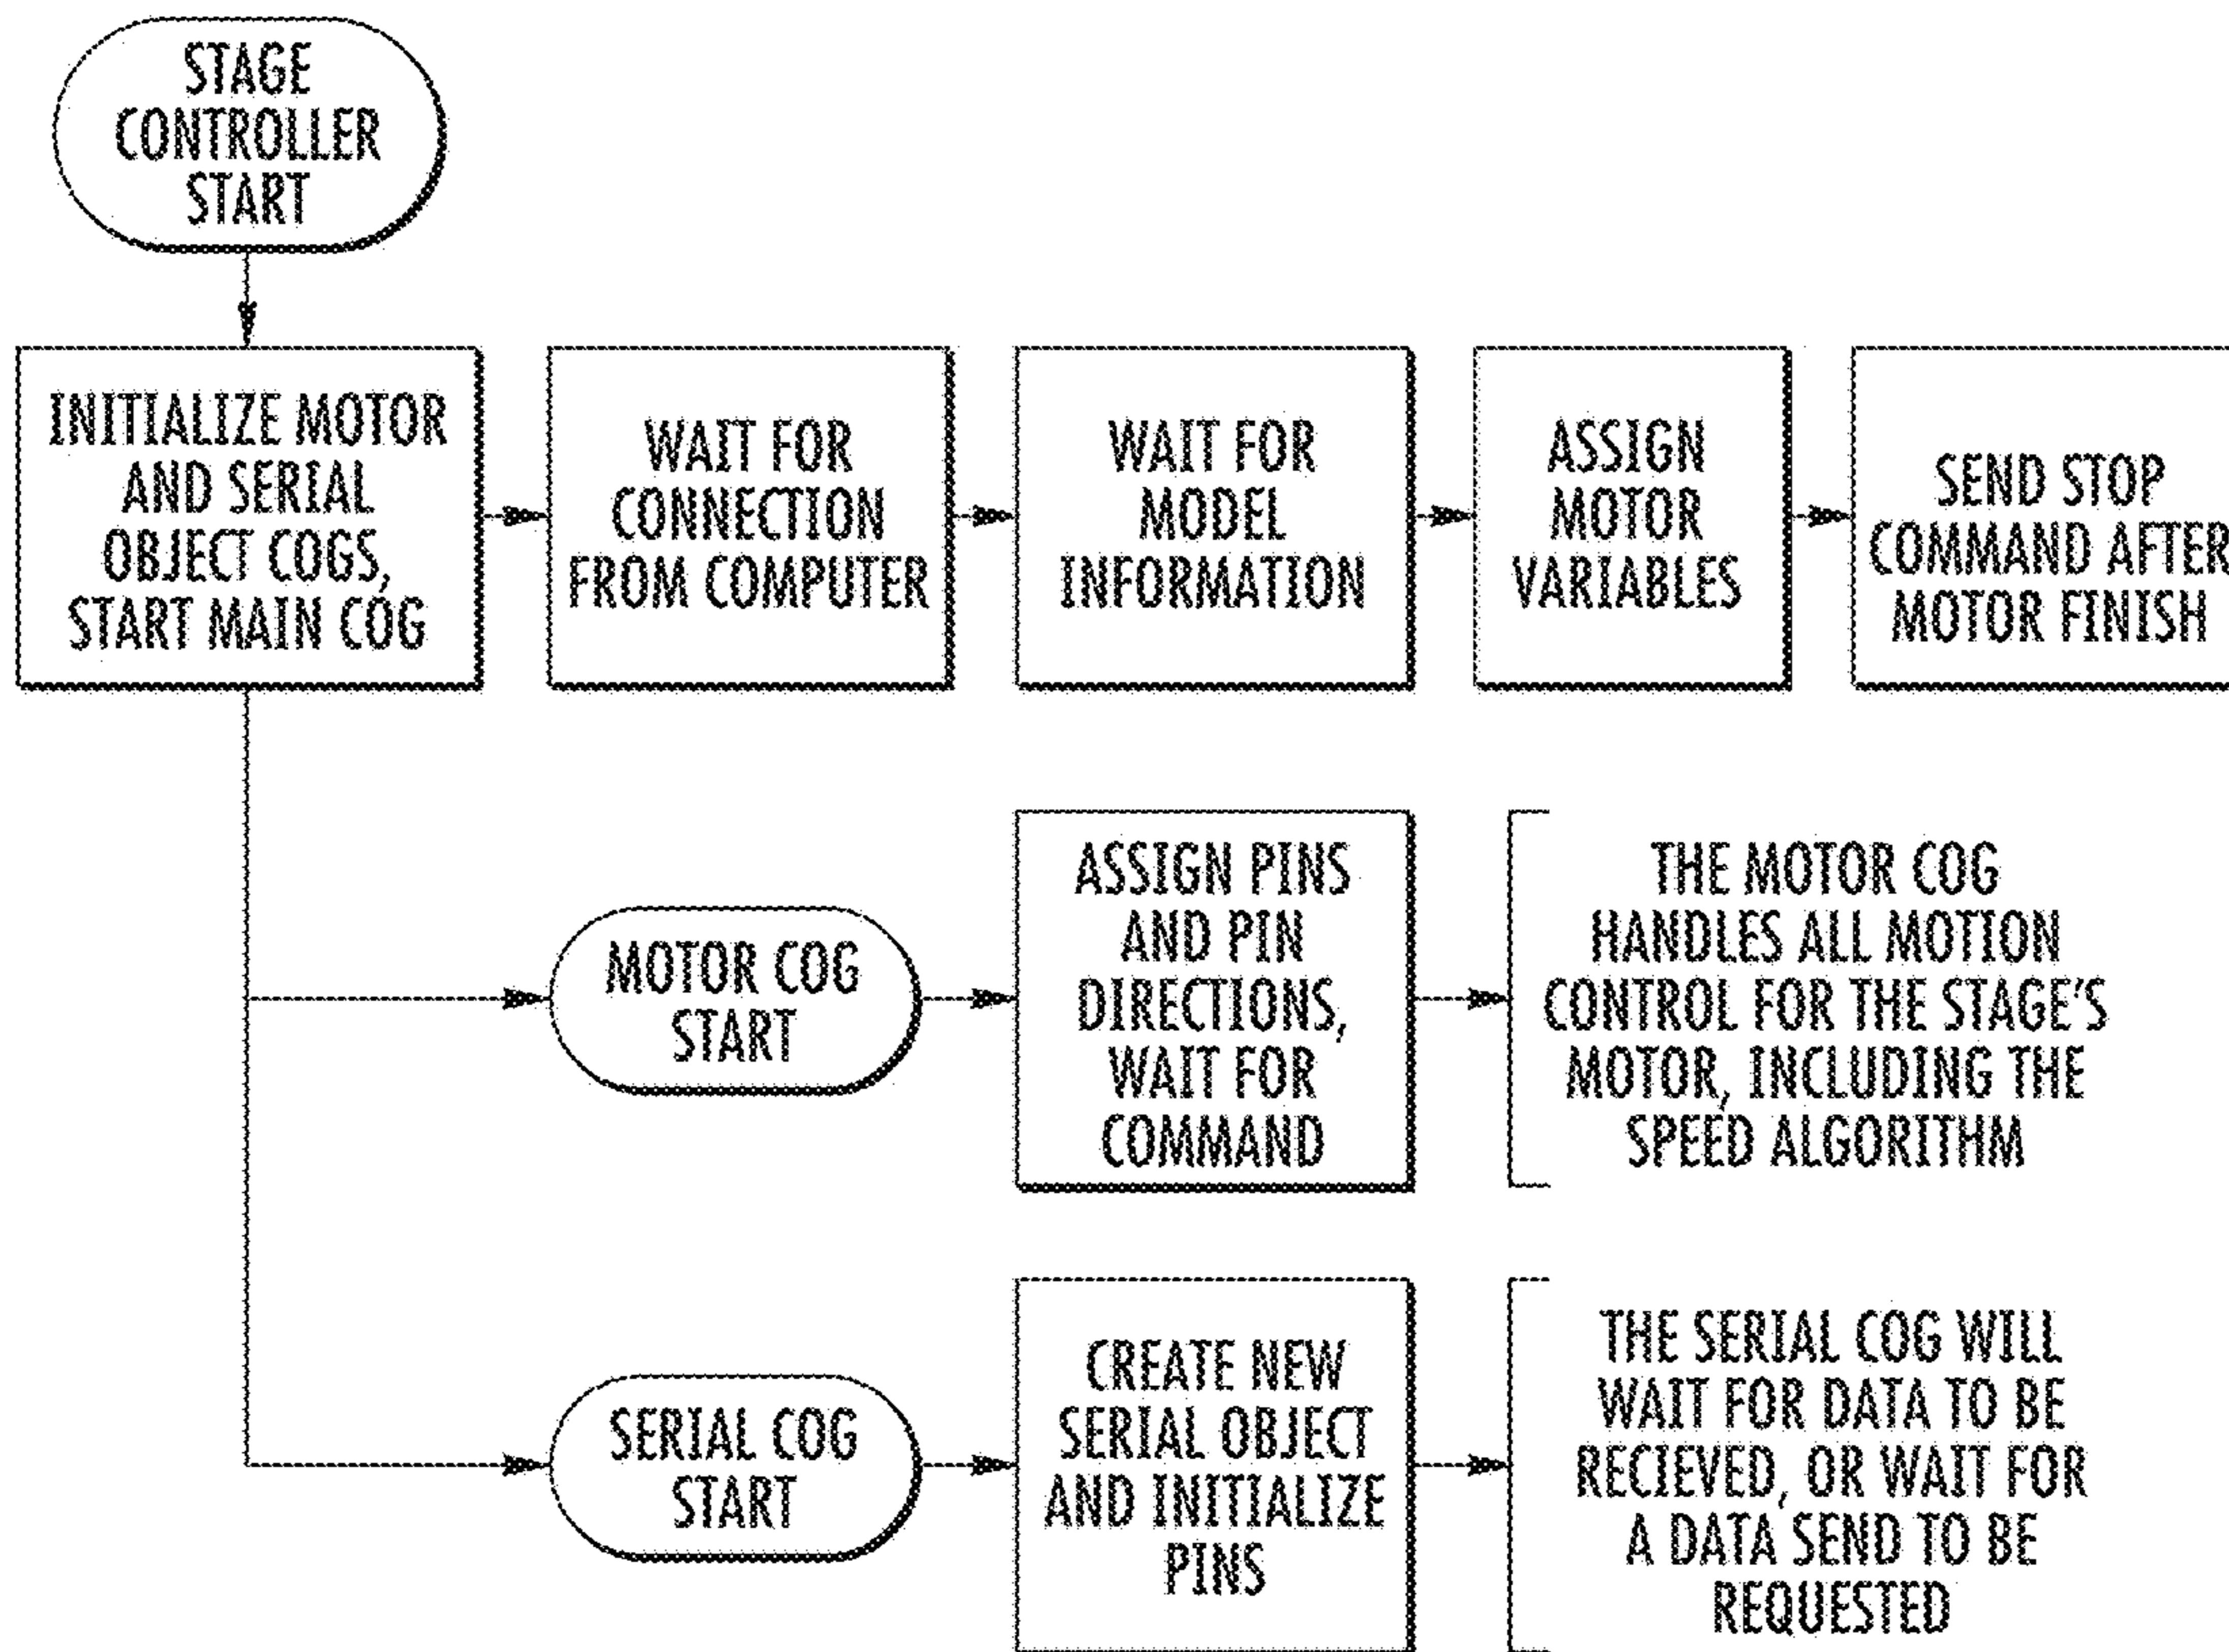 STAGE
CONTROLLER
START
INITIALIZE MOTOR
AND SERIAL
OBJECT COGS,
START MAIN COG
WAIT FOR
CONNECTION
FROM COMPUTER
WAIT FOR
MODEL
INFORMATION
ASSIGN
MOTOR
VARIABLES
SEND STOP
COMMAND AFTER
MOTOR FINISH
MOTOR COG
START
ASSIGN PINS
AND PIN
DIRECTIONS,
WAIT FOR
COMMAND
THE MOTOR COG
HANDLES ALL MOTION
CONTROL FOR THE STAGE'S
MOTOR, INCLUDING THE
SPEED ALGORITHM
SERIAL COG
START
CREATE NEW
SERIAL OBJECT
AND INITIALIZE
PINS
THE SERIAL COG WILL
WAIT FOR DATA TO BE
RECIEVED, OR WAIT FOR
A DATA SEND TO BE
REQUESTED